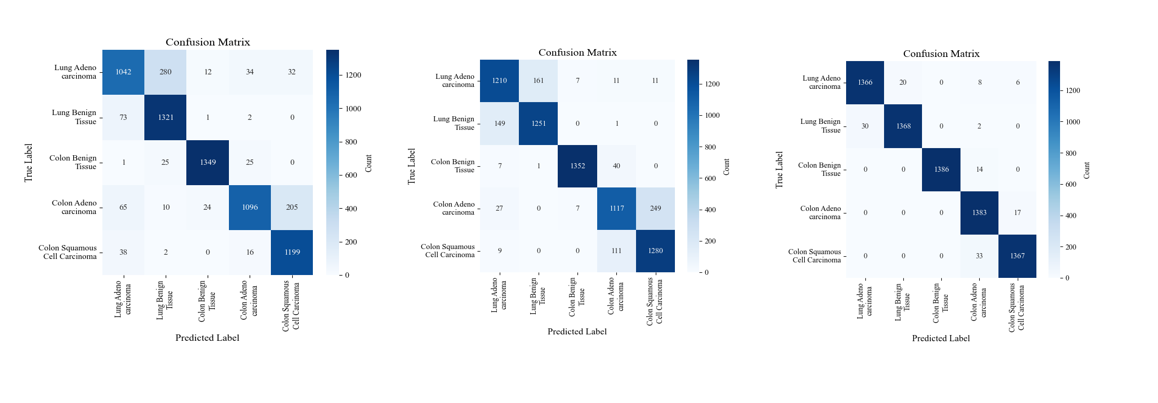 Confusion Matrix
True Label
Lung Adeno
carcinoma
1042 280 12 34 32
Lung Benign
Tissue
73 1321 1 2 0
Colon Benign
Tissue
1 25 1349 25 0
Colon Adeno
carcinoma
65 10 24 1096 205
Colon Squamous
Cell Carcinoma
38 2 0 16 1199
Lung Adeno
carcinoma
Lung Benign
Tissue
Colon Benign
Tissue
Colon Adeno
carcinoma
Colon Squamous
Cell Carcinoma
Predicted Label
1200
1000
800
600
400
200
0
Count
Confusion Matrix
True Label
Lung Adeno
carcinoma
1210 161 7 11 11
Lung Benign
Tissue
149 1251 0 1 0
Colon Benign
Tissue
7 1 1352 40 0
Colon Adeno
carcinoma
27 0 7 1117 249
Colon Squamous
Cell Carcinoma
9 0 0 111 1280
Lung Adeno
carcinoma
Lung Benign
Tissue
Colon Benign
Tissue
Colon Adeno
carcinoma
Colon Squamous
Cell Carcinoma
Predicted Label
1200
1000
800
600
400
200
0
Count
Confusion Matrix
True Label
Lung Adeno
carcinoma
1366 20 0 8 6
Lung Benign
Tissue
30 1368 0 2 0
Colon Benign
Tissue
0 0 1386 14 0
Colon Adeno
carcinoma
0 0 0 1383 17
Colon Squamous
Cell Carcinoma
0 0 0 33 1367
Lung Adeno
carcinoma
Lung Benign
Tissue
Colon Benign
Tissue
Colon Adeno
carcinoma
Colon Squamous
Cell Carcinoma
Predicted Label
1200
1000
800
600
400
200
0
Count